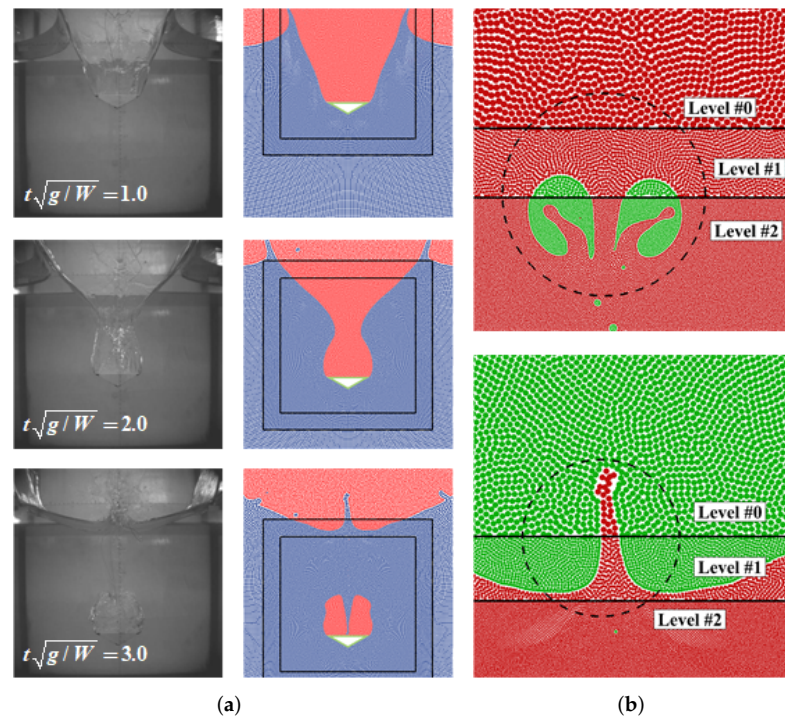 t√g/W =1.0
t√g/W =2.0
t√g/W =3.0
(a)
Level #0
Level #1
Level #2
Level #0
Level #1
Level #2
(b)